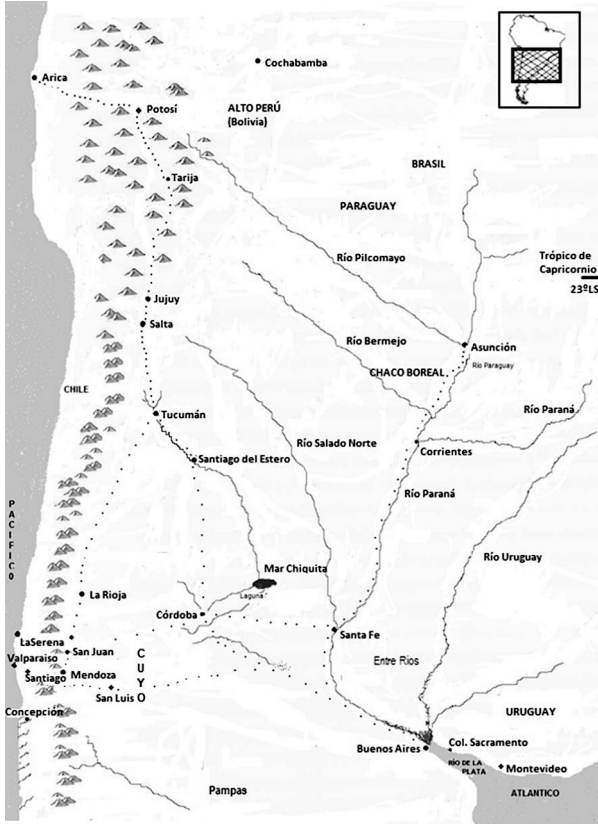 Cochabamba
Arica
Potosí
ALTO PERÚ
(Bolivia)
BRASIL
Tarija
PARAGUAY
Río Pilcomayo
Trópico de
Capricornio
23ºLS
Jujuy
Salta
Río Bermejo
Asunción
Río Paraguay
CHACO BOREAL
CHILE
Tucumán
Río Paraná
Río Salado Norte
Corrientes
Santiago del Estero
Río Paraná
PACIFICO
Río Uruguay
Mar Chiquita
Laguna
La Rioja
Córdoba
Santa Fe
LaSerena
San Juan
CUYO
Entre Rios
Valparaiso
Santiago
Mendoza
San Luis
Concepción
URUGUAY
Buenos Aires
Col. Sacramento
RÍO DE LA
PLATA
Montevideo
Pampas
ATLANTICO